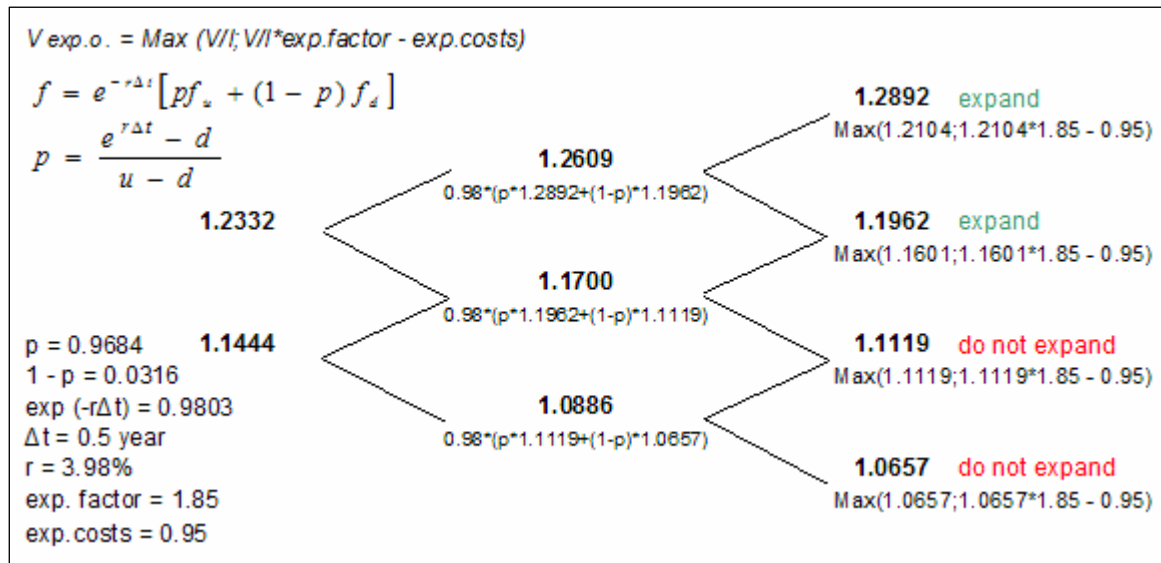 V exp.o. = Max (V/I; V/I*exp.factor - exp.costs)
f = e^{-rΔt}[pf_u + (1 - p) f_d]
p = \frac{e^{rΔt} - d}{u - d}
1.2332
p = 0.9684 1.1444
1 - p = 0.0316
exp (-rΔt) = 0.9803
Δt = 0.5 year
r = 3.98%
exp. factor = 1.85
exp.costs = 0.95
1.2609
0.98*(p*1.2892+(1-p)*1.1962)
1.1700
0.98*(p*1.1962+(1-p)*1.1119)
1.0886
0.98*(p*1.1119+(1-p)*1.0657)
1.2892 expand
Max(1.2104;1.2104*1.85 - 0.95)
1.1962 expand
Max(1.1601;1.1601*1.85 - 0.95)
1.1119 do not expand
Max(1.1119;1.1119*1.85 - 0.95)
1.0657 do not expand
Max(1.0657;1.0657*1.85 - 0.95)